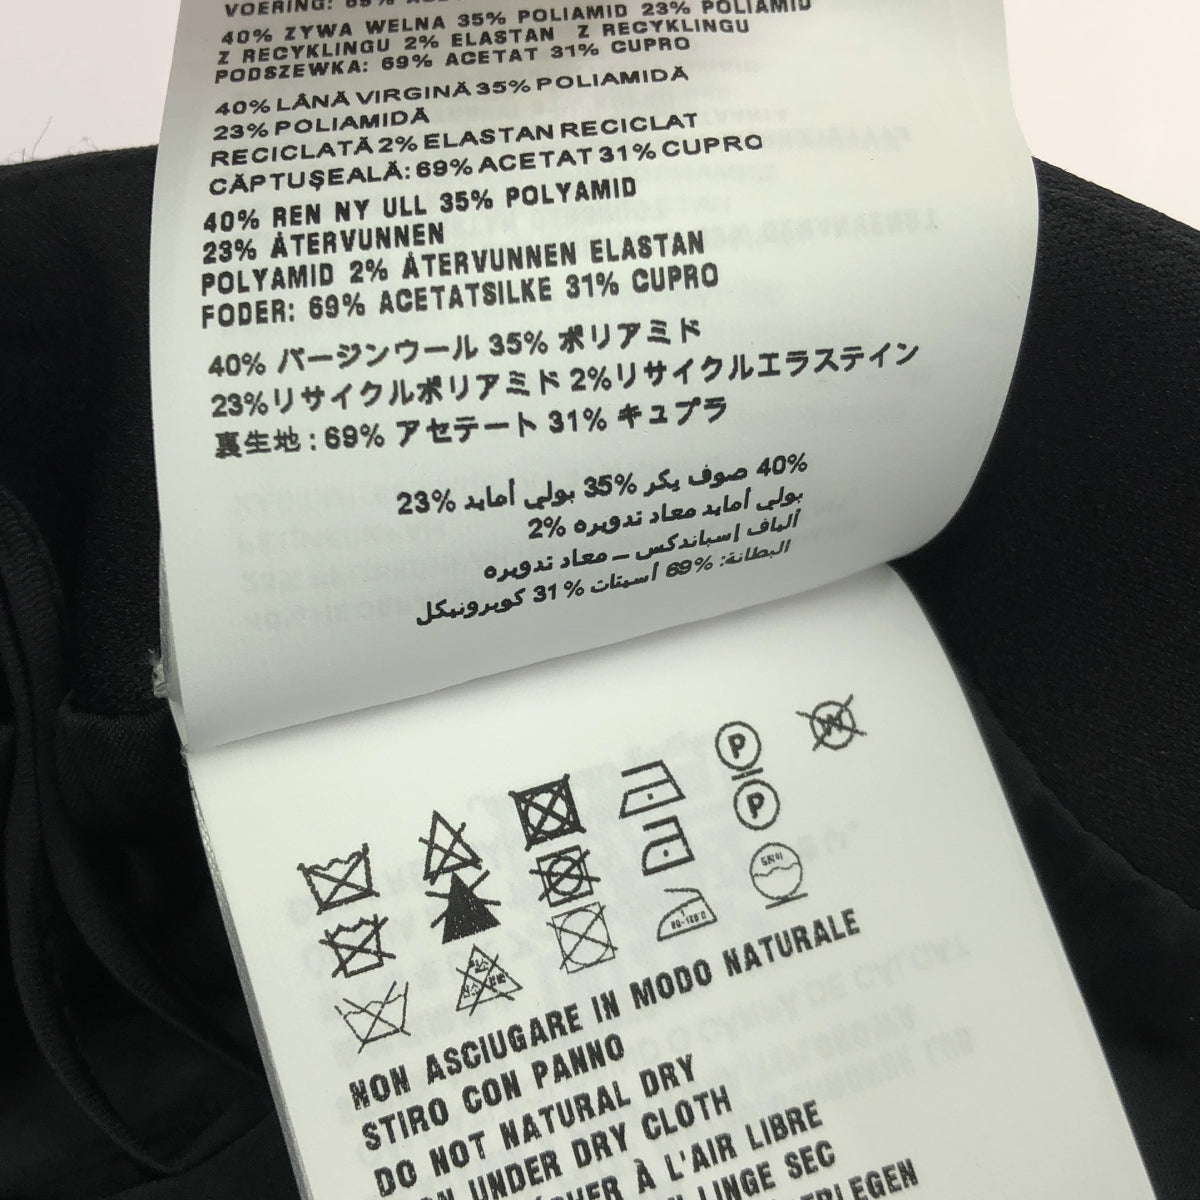 VOERING: 69%
40% ZYWA WELNA 35% POLIAMID 23% POLIAMID
Z RECYKLINGU 2% ELASTAN Z RECYKLINGU
PODSZEWKA: 69% ACETAT 31% CUPRO
40% LÂNĂ VIRGINĂ 35% POLIAMIDĂ
23% POLIAMIDĂ
RECICLATĂ 2% ELASTAN RECICLAT
CĂPTUŞEALĂ: 69% ACETAT 31% CUPRO
40% REN NY ULL 35% POLYAMID
23% ÅTERVUNNEN
POLYAMID 2% ÅTERVUNNEN ELASTAN
FODER: 69% ACETATSILKE 31% CUPRO
40% バージンウール 35% ポリアミド
23%リサイクルポリアミド 2%リサイクルエラステイン
裏生地 : 69% アセテート 31% キュプラ
40% صوف يكر 35% بولي أمايد 23%
بولي أمايد معاد تدويره 2%
ألياف إسباندكس – معاد تدويره
البطانة: 69% أسيتات 31% كوبرونيكل
P
W
P
NON ASCIUGARE IN MODO NATURALE
STIRO CON PANNO
DO NOT NATURAL DRY
UNDER DRY CLOTH
À L'AIR LIBRE
LINGE SEC